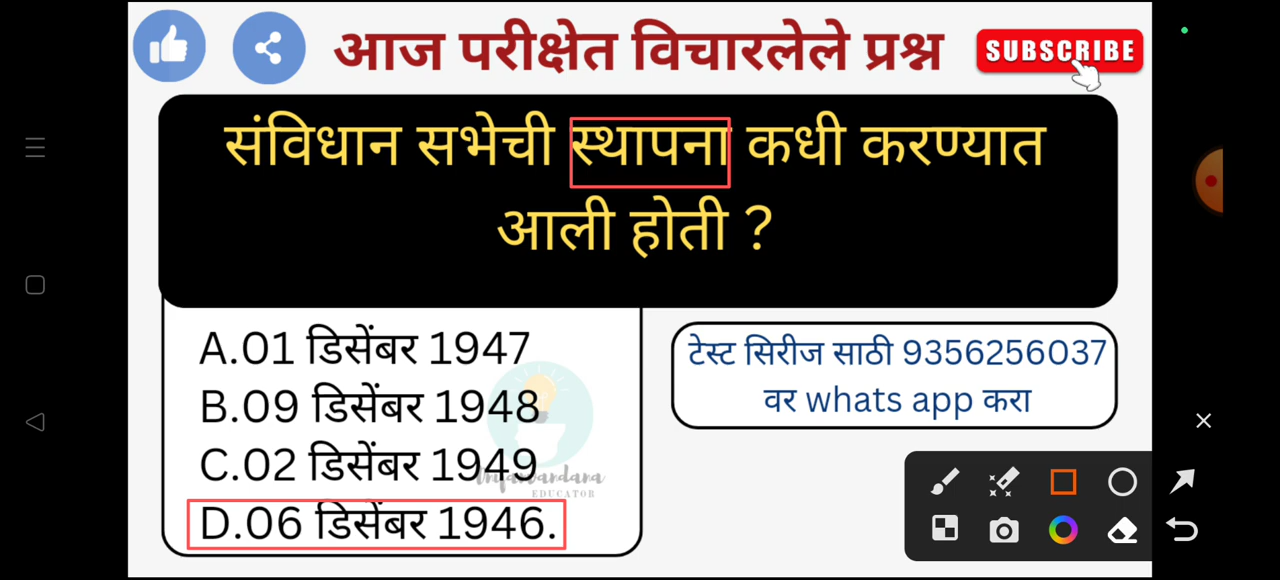 आज परीक्षेत विचारलेले प्रश्न
SUBSCRIBE
संविधान सभेची स्थापना कधी करण्यात
आली होती ?
A.01 डिसेंबर 1947
B.09 डिसेंबर 1948
C.02 डिसेंबर 1949
D.06 डिसेंबर 1946.
टेस्ट सिरीज साठी 9356256037
वर whats app करा
EDUCATOR